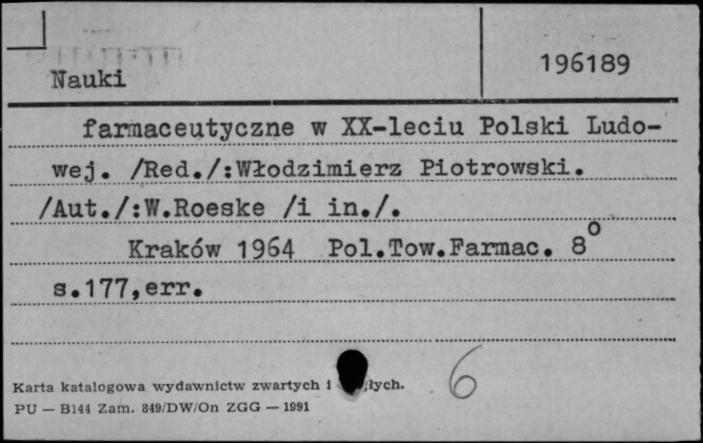 Nauki
196189
farmaceutyczne w XX-leciu Polski Ludo-
wej. /Red./:Włodzimierz Piotrowski.
/Aut./:W.Roeske /i in./.
Kraków 1964 Pol.Tow.Farmac. 8°
s.177,err.
6
Karta katalogowa wydawnictw zwartych i
PU — B144 Zam. 849/DW/On ZGG — 1991